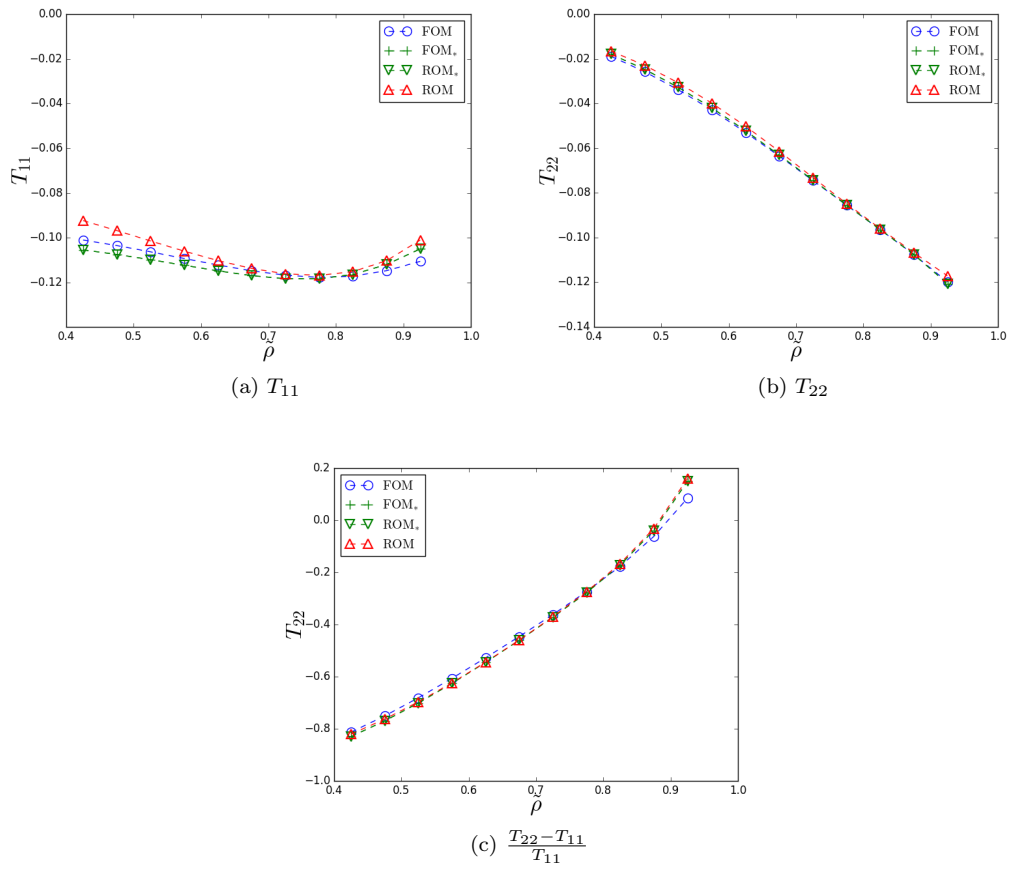 0.00
−0.02
−0.04
−0.06
−0.08
−0.10
−0.12
T₁₁
0.4 0.5 0.6 0.7 0.8 0.9 1.0
ρ̃
FOM
FOM*
ROM*
ROM
(a) T₁₁
0.00
−0.02
−0.04
−0.06
−0.08
−0.10
−0.12
−0.14
T₂₂
0.4 0.5 0.6 0.7 0.8 0.9 1.0
ρ̃
FOM
FOM*
ROM*
ROM
(b) T₂₂
0.2
0.0
−0.2
−0.4
−0.6
−0.8
−1.0
T₂₂
0.4 0.5 0.6 0.7 0.8 0.9 1.0
ρ̃
FOM
FOM*
ROM*
ROM
(c) T₂₂−T₁₁ / T₁₁